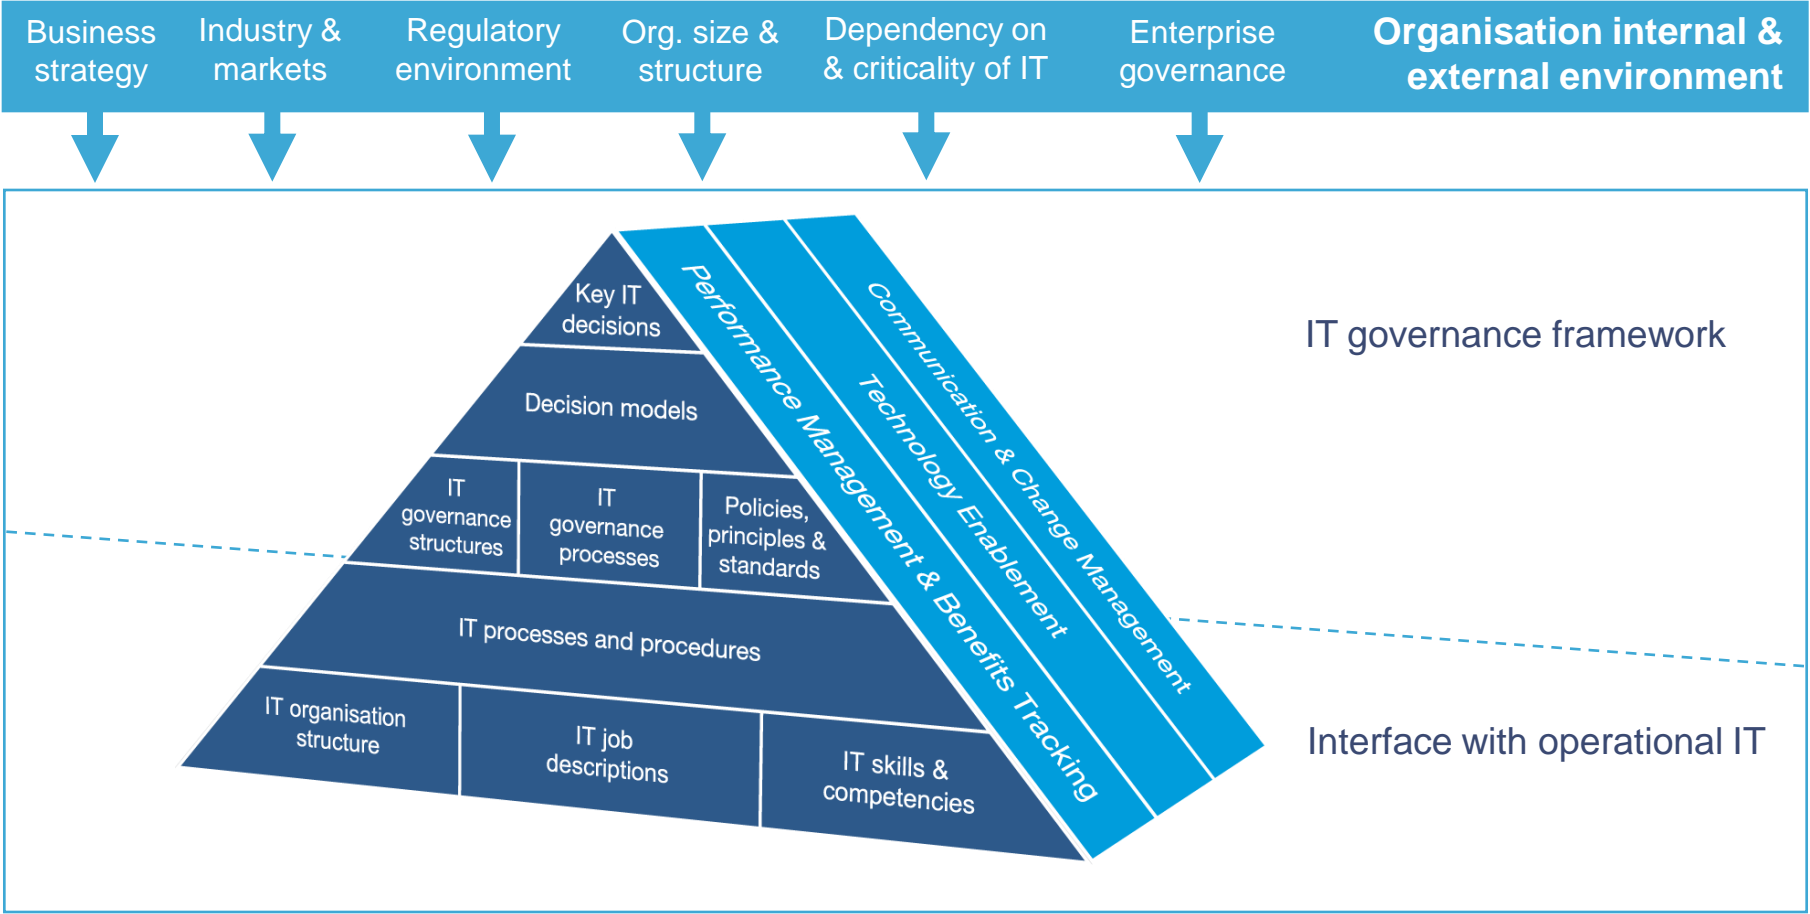 Business
strategy
Industry &
markets
Regulatory
environment
Org. size &
structure
Dependency on
& criticality of IT
Enterprise
governance
Organisation internal &
external environment
Key IT
decisions
Decision models
IT
governance
structures
IT
governance
processes
Policies,
principles &
standards
IT processes and procedures
IT organisation
structure
IT job
descriptions
IT skills &
competencies
Performance Management & Benefits Tracking
Technology Enablement
Communication & Change Management
IT governance framework
Interface with operational IT